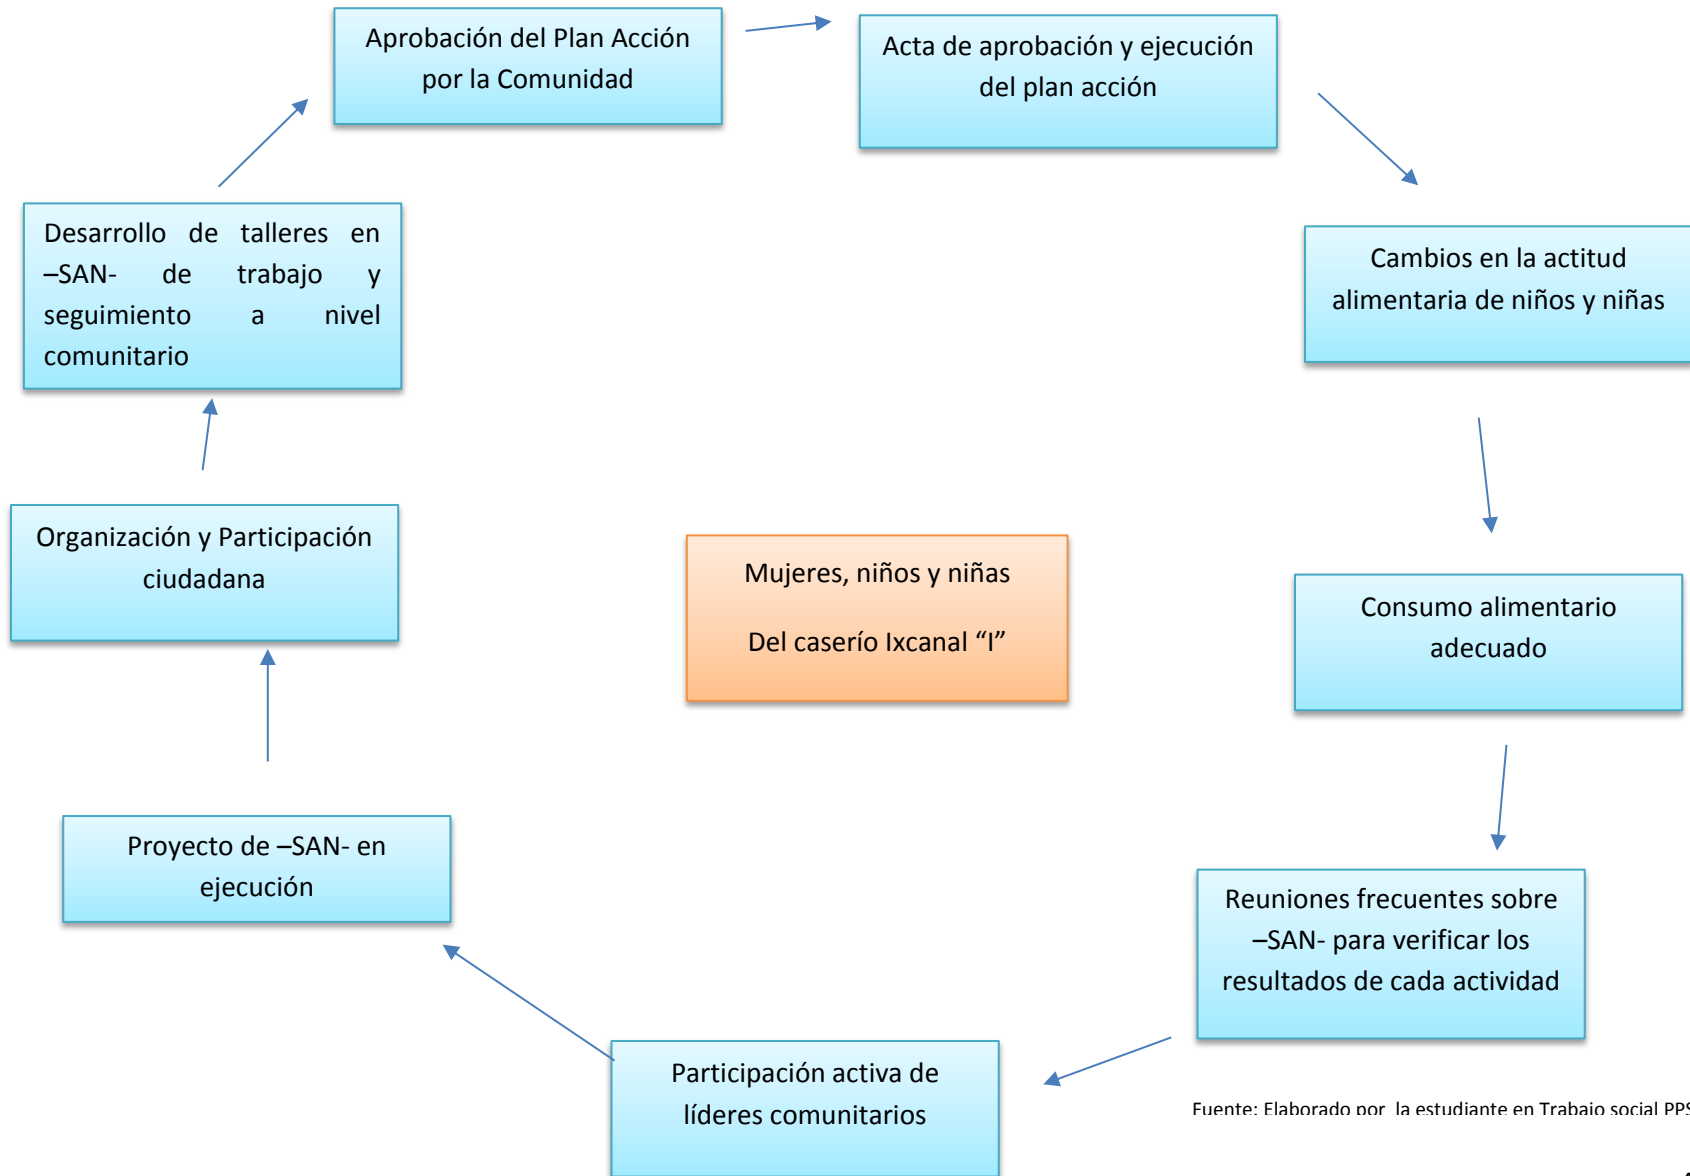 Aprobación del Plan Acción
por la Comunidad
Acta de aprobación y ejecución
del plan acción
Desarrollo de talleres en
–SAN- de trabajo y
seguimiento a nivel
comunitario
Cambios en la actitud
alimentaria de niños y niñas
Organización y Participación
ciudadana
Mujeres, niños y niñas
Del caserío Ixcanal “I”
Consumo alimentario
adecuado
Proyecto de –SAN- en
ejecución
Reuniones frecuentes sobre
–SAN- para verificar los
resultados de cada actividad
Participación activa de
líderes comunitarios
Fuente: Elaborado por la estudiante en Trabajo social